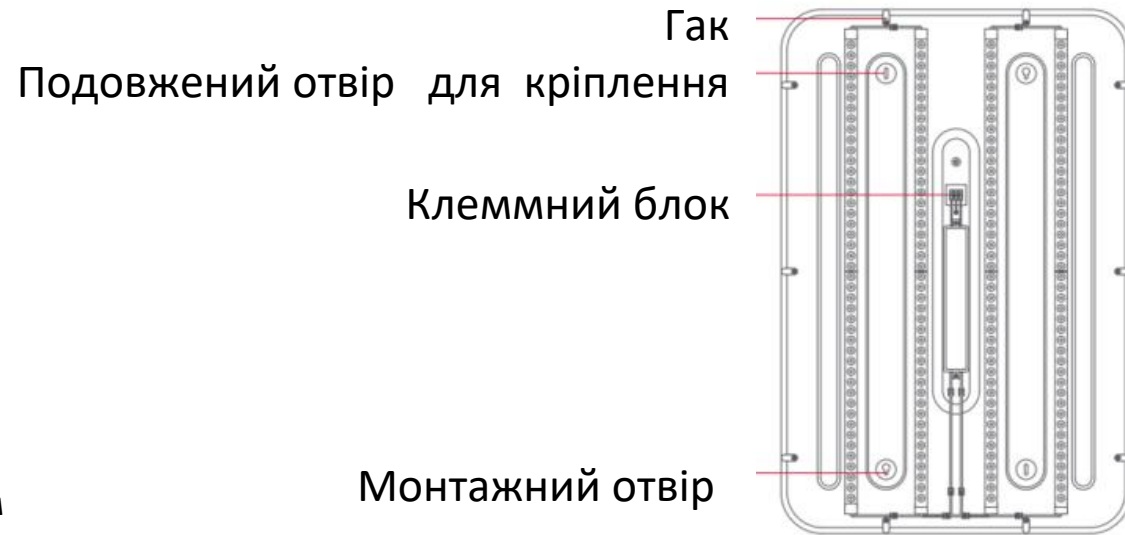 Гак
Подовжений отвір для кріплення
Клеммний блок
Монтажний отвір